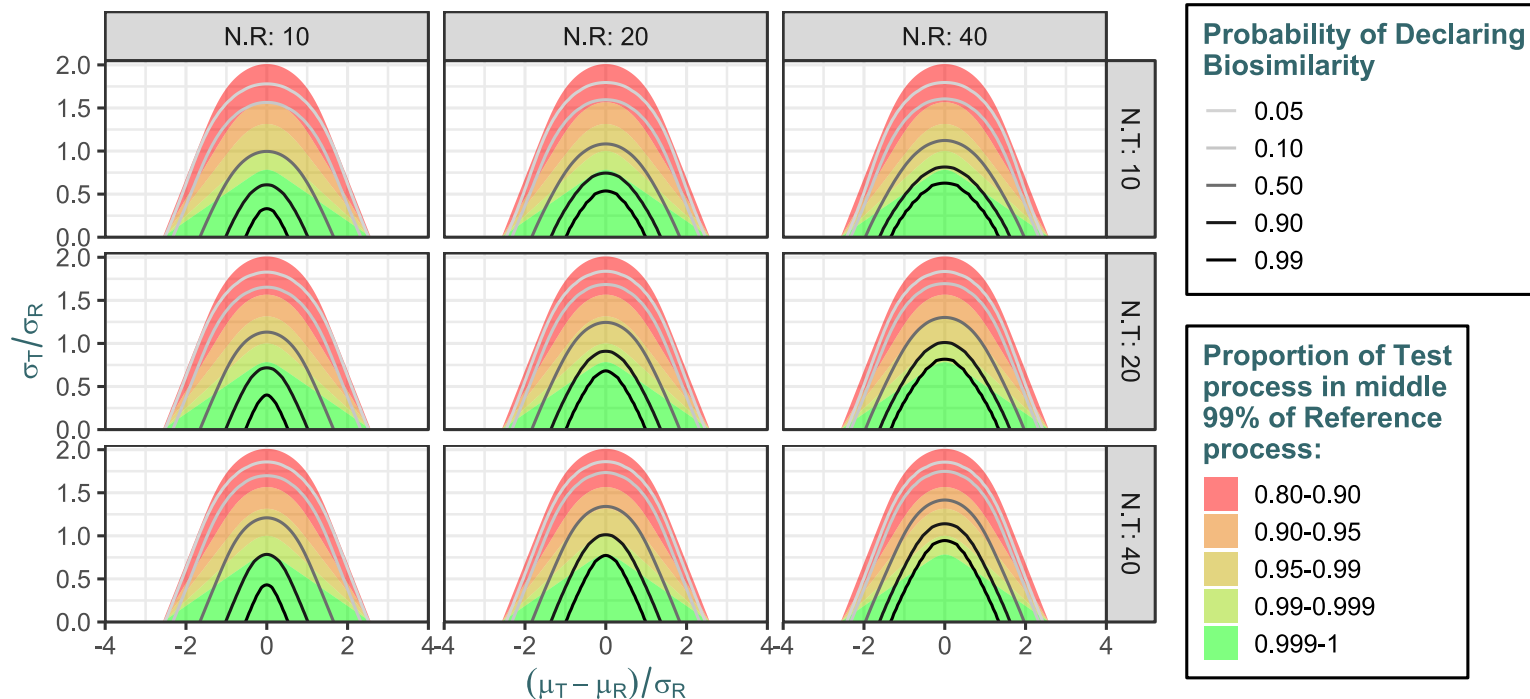 N.R: 10
N.R: 20
N.R: 40
2.0
1.5
1.0
0.5
0.0
N.T: 10
2.0
1.5
1.0
0.5
0.0
N.T: 20
2.0
1.5
1.0
0.5
0.0
N.T: 40
σT/σR
-4 -2 0 2 4
-4 -2 0 2 4
-4 -2 0 2 4
(μT − μR)/σR
Probability of Declaring
Biosimilarity
0.05
0.10
0.50
0.90
0.99
Proportion of Test
process in middle
99% of Reference
process:
0.80-0.90
0.90-0.95
0.95-0.99
0.99-0.999
0.999-1